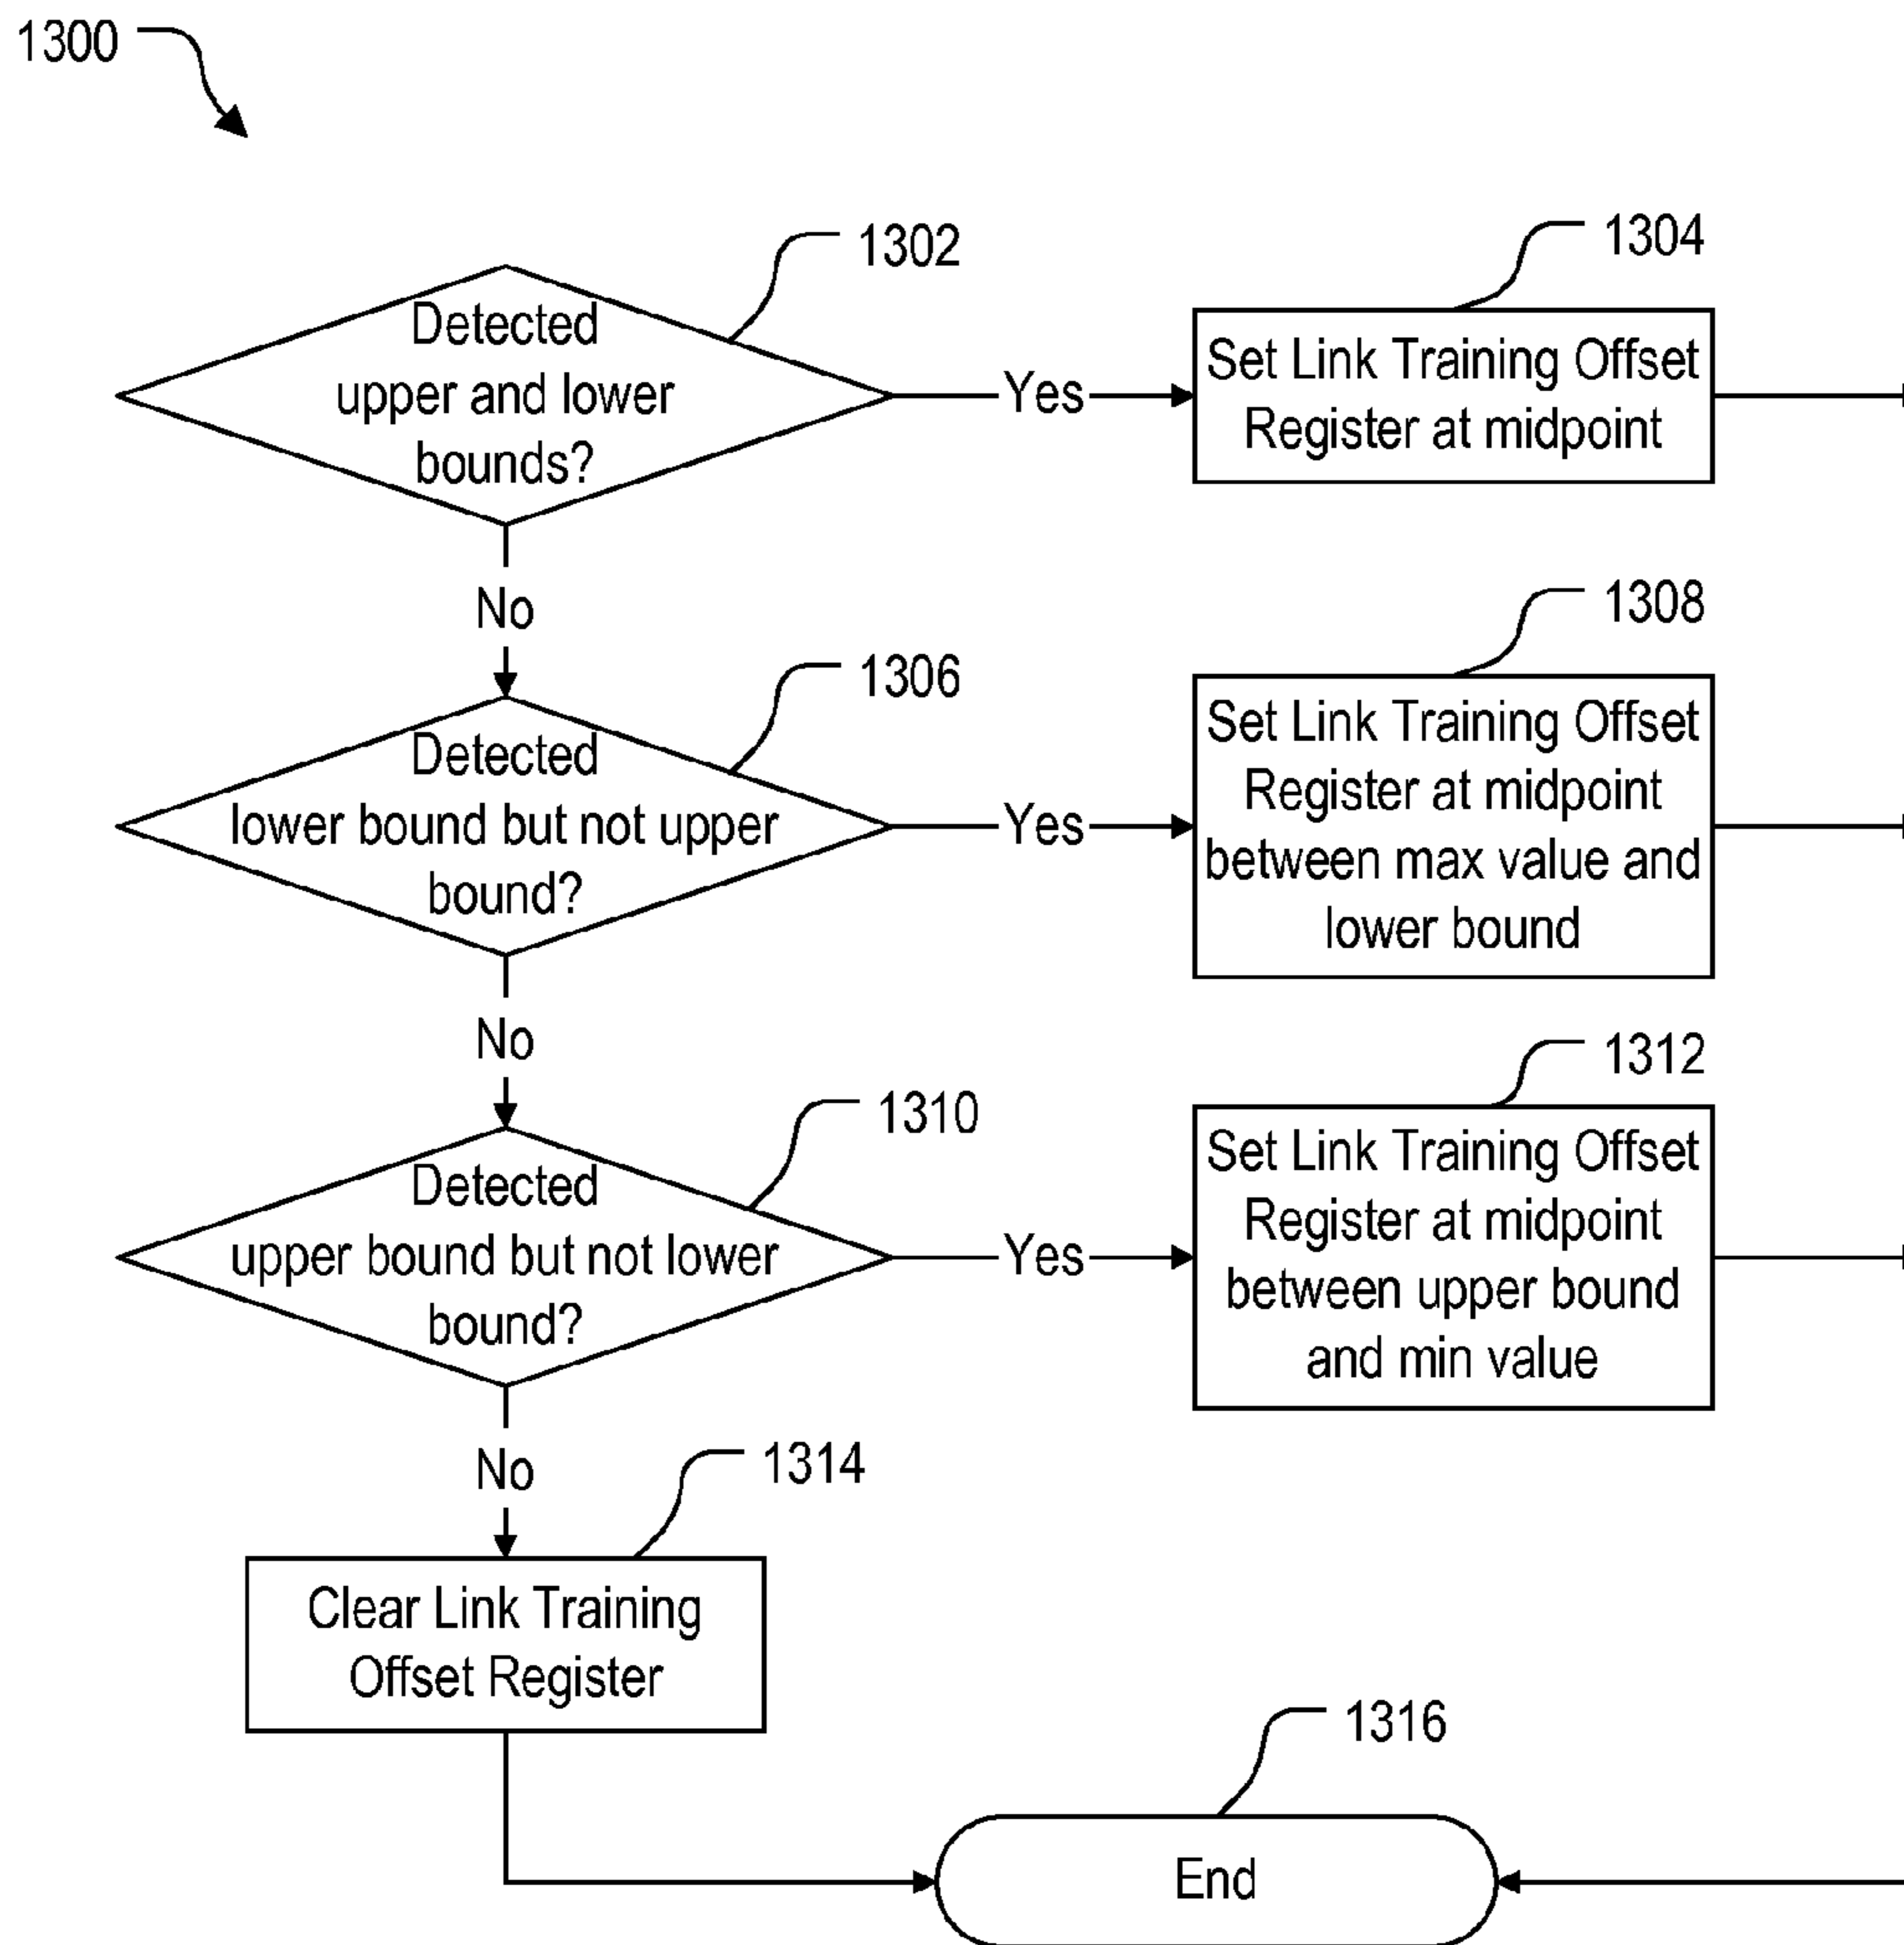 1300
1302
Detected
upper and lower
bounds?
Yes
1304
Set Link Training Offset
Register at midpoint
No
1306
Detected
lower bound but not upper
bound?
Yes
1308
Set Link Training Offset
Register at midpoint
between max value and
lower bound
No
1310
Detected
upper bound but not lower
bound?
Yes
1312
Set Link Training Offset
Register at midpoint
between upper bound
and min value
No
1314
Clear Link Training
Offset Register
1316
End